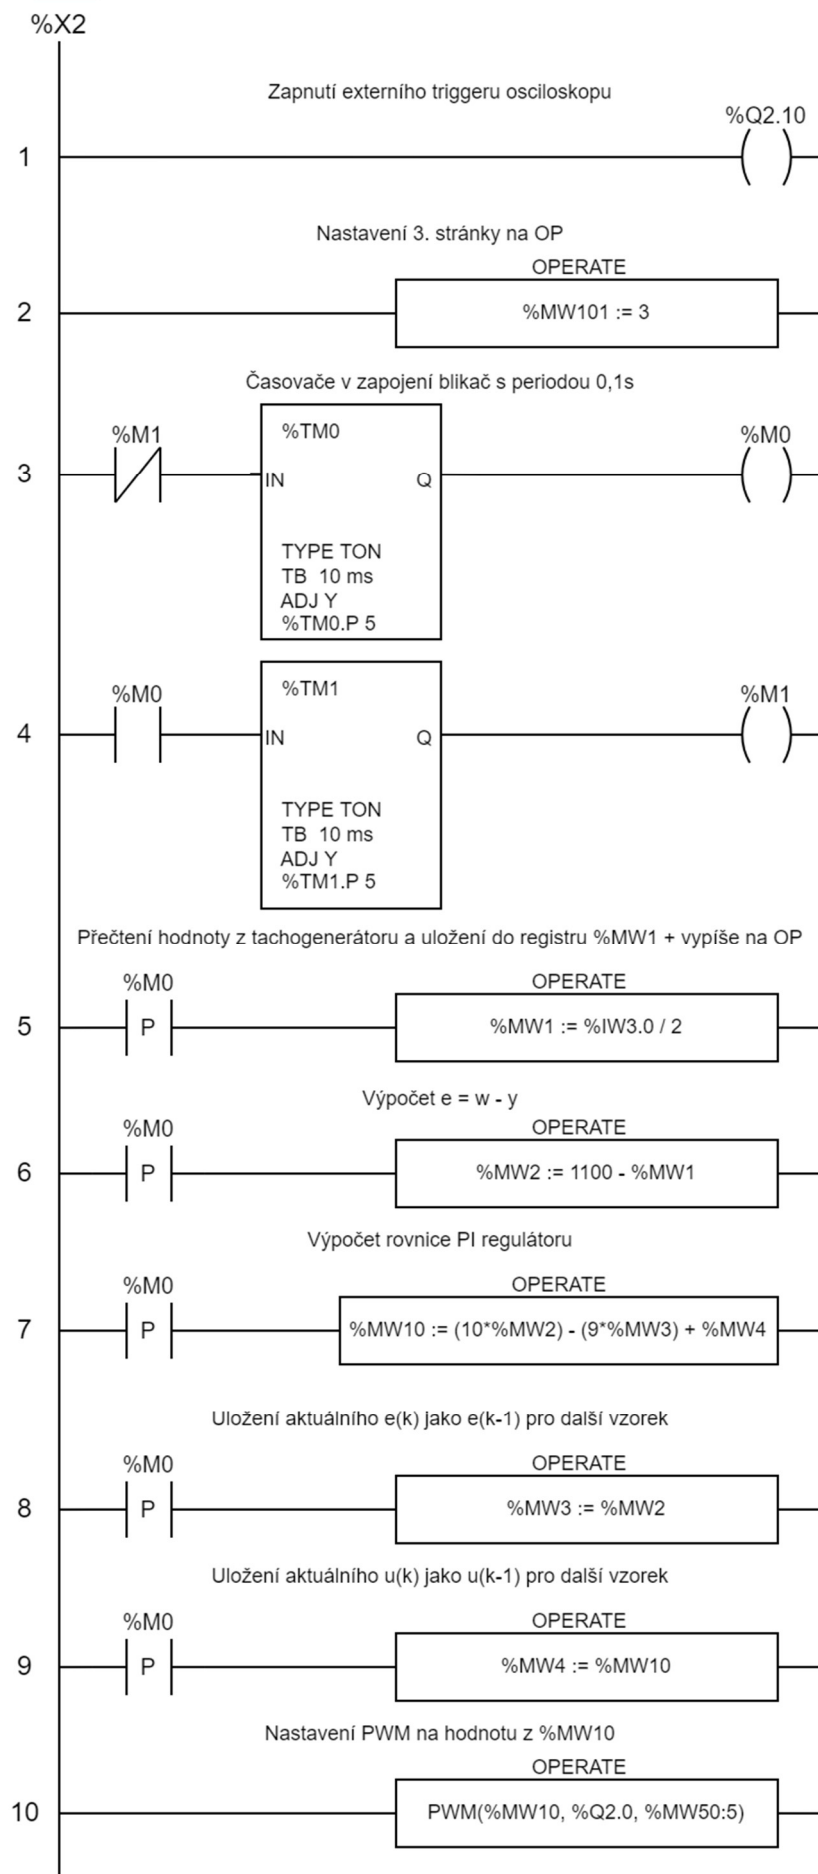 %X2
Zapnutí externího triggeru osciloskopu
%Q2.10
1
Nastavení 3. stránky na OP
OPERATE
2
%MW101 := 3
Časovače v zapojení blikač s periodou 0,1s
%M1
%TM0
%M0
3
IN
Q
TYPE TON
TB 10 ms
ADJ Y
%TM0.P 5
%M0
%TM1
%M1
4
IN
Q
TYPE TON
TB 10 ms
ADJ Y
%TM1.P 5
Přečtení hodnoty z tachogenerátoru a uložení do registru %MW1 + vypíše na OP
%M0
OPERATE
5
P
%MW1 := %IW3.0 / 2
Výpočet e = w - y
%M0
OPERATE
6
P
%MW2 := 1100 - %MW1
Výpočet rovnice PI regulátoru
%M0
OPERATE
7
P
%MW10 := (10*%MW2) - (9*%MW3) + %MW4
Uložení aktuálního e(k) jako e(k-1) pro další vzorek
%M0
OPERATE
8
P
%MW3 := %MW2
Uložení aktuálního u(k) jako u(k-1) pro další vzorek
%M0
OPERATE
9
P
%MW4 := %MW10
Nastavení PWM na hodnotu z %MW10
OPERATE
10
PWM(%MW10, %Q2.0, %MW50:5)